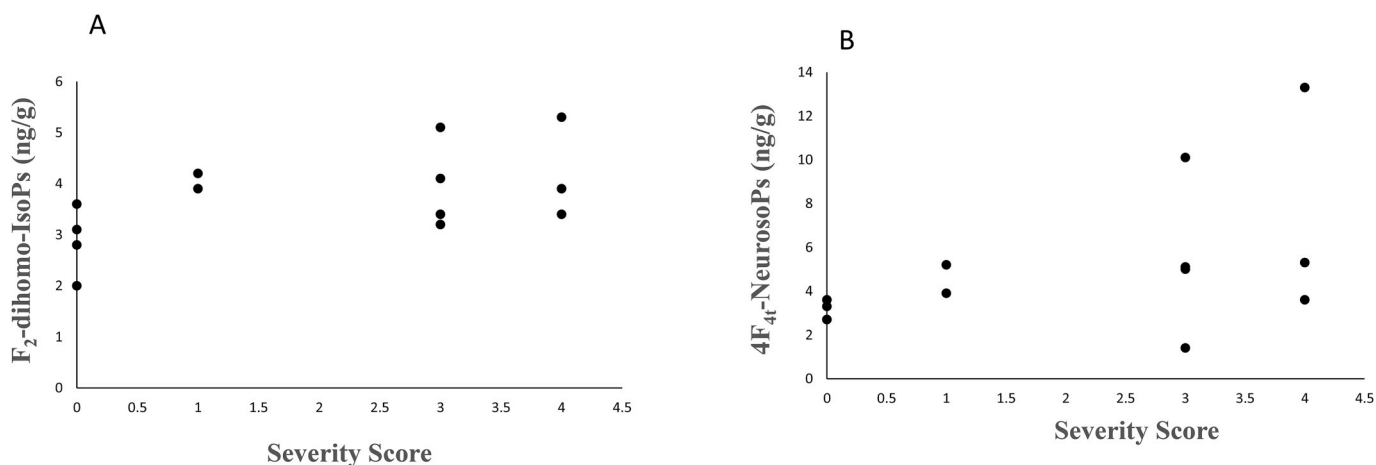 A
F₂-dihomo-IsoPs (ng/g)
6
5
4
3
2
1
0
0 0.5 1 1.5 2 2.5 3 3.5 4 4.5
Severity Score
B
4F₄ₜ-NeurosoPs (ng/g)
14
12
10
8
6
4
2
0
0 0.5 1 1.5 2 2.5 3 3.5 4 4.5
Severity Score